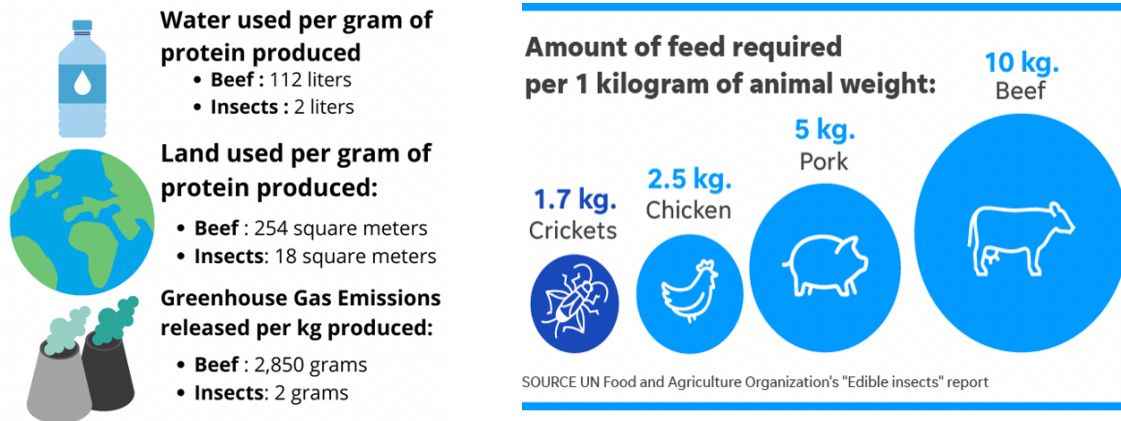 Water used per gram of
protein produced
• Beef : 112 liters
• Insects : 2 liters
Land used per gram of
protein produced:
• Beef : 254 square meters
• Insects: 18 square meters
Greenhouse Gas Emissions
released per kg produced:
• Beef : 2,850 grams
• Insects: 2 grams
Amount of feed required
per 1 kilogram of animal weight:
1.7 kg.
Crickets
2.5 kg.
Chicken
5 kg.
Pork
10 kg.
Beef
SOURCE UN Food and Agriculture Organization's "Edible insects" report